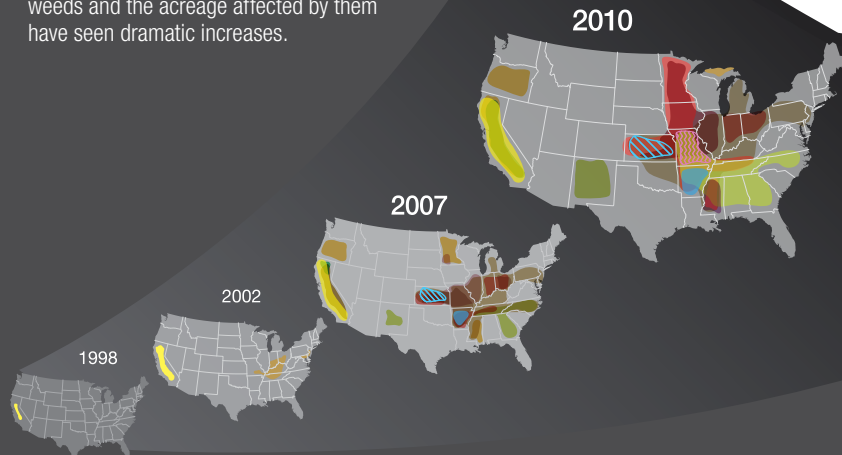 weeds and the acreage affected by them
have seen dramatic increases.
2010
2007
2002
1998